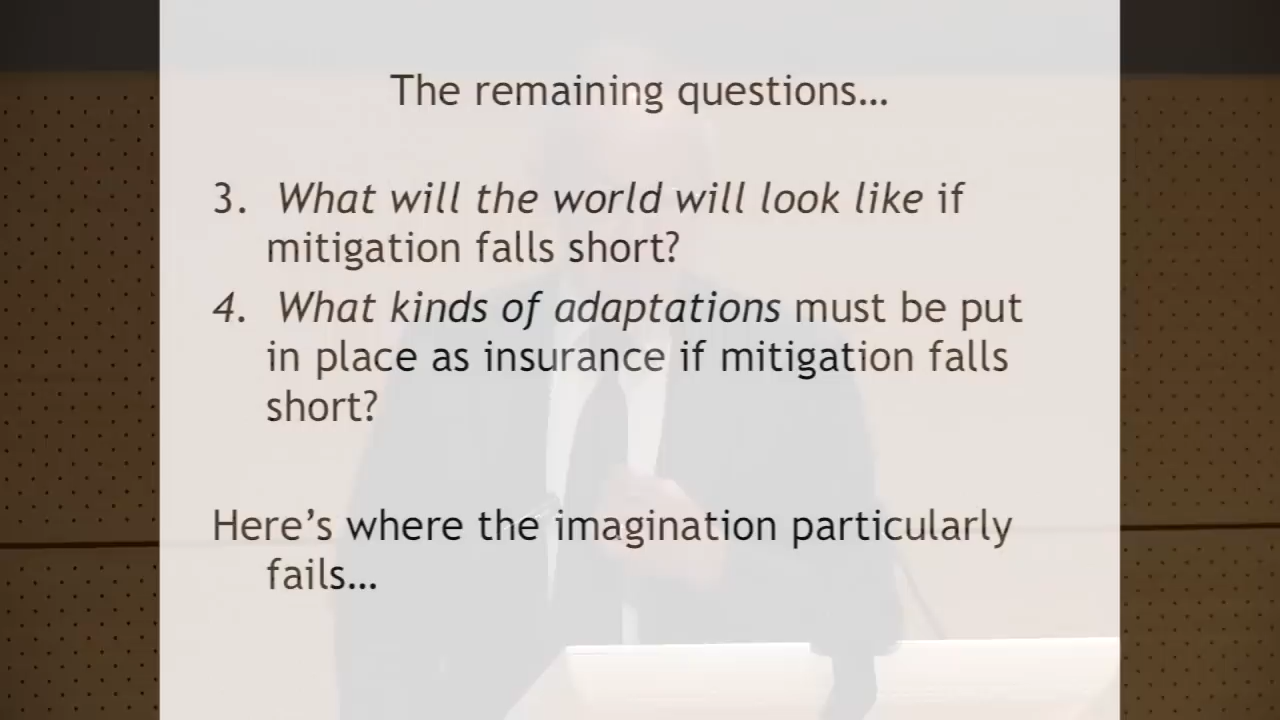 The remaining questions…
3. What will the world will look like if
mitigation falls short?
4. What kinds of adaptations must be put
in place as insurance if mitigation falls
short?
Here’s where the imagination particularly
fails…